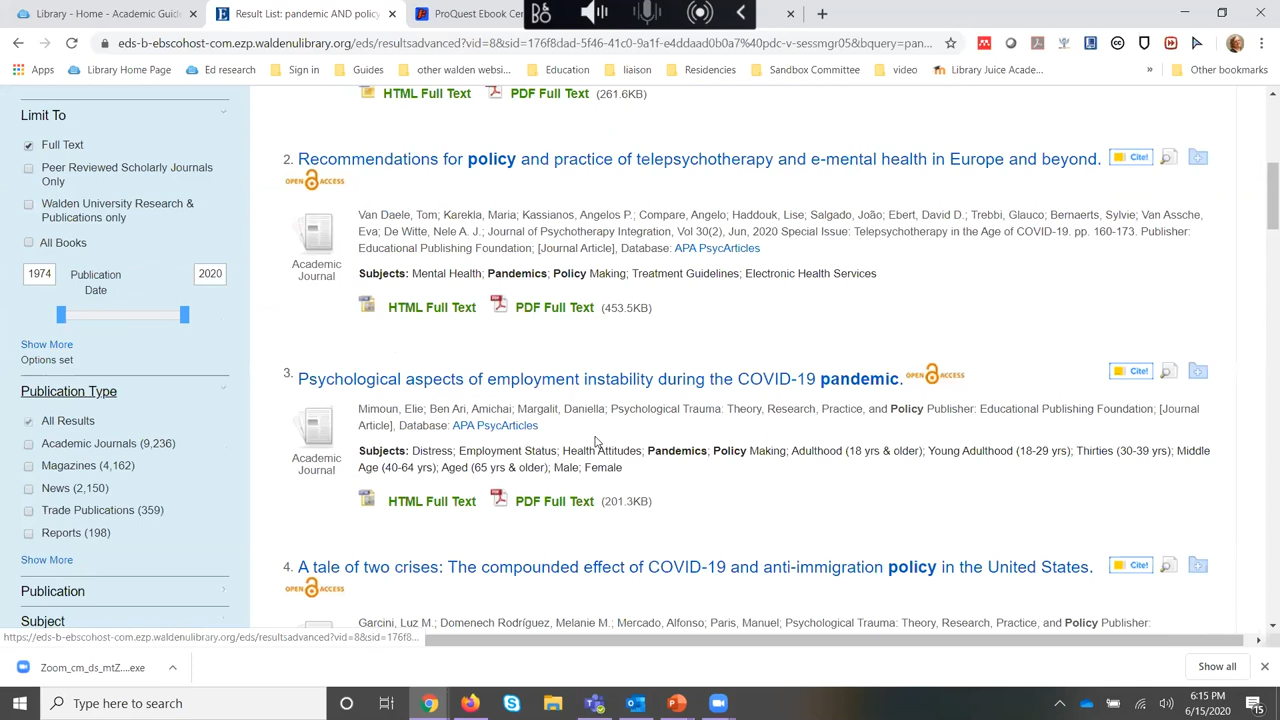 Library - Home - Academic Guid
Result List: pandemic AND policy
ProQuest Ebook Cen
eds-b-ebscohost-com.ezp.waldenulibrary.org/eds/resultsadvanced?vid=8&sid=176f8dad-5f46-41c0-9a1f-e4ddaad0b0a7%40pdc-v-sessmgr05&bquery=pan...
Apps
Library Home Page
Ed research
Sign in
Guides
other walden websi...
Education
liaison
Residencies
Sandbox Committee
video
Library Juice Acade...
»
Other bookmarks
HTML Full Text PDF Full Text (261.6KB)
Limit To
Full Text
Peer Reviewed Scholarly Journals
Only
Walden University Research &
Publications only
All Books
1974 Publication 2020
Date
Show More
Options set
Publication Type
All Results
Academic Journals (9,236)
Magazines (4,162)
News (2,150)
Trade Publications (359)
Reports (198)
Show More
Publication
Subject
2. Recommendations for policy and practice of telepsychotherapy and e-mental health in Europe and beyond.
Cite!
OPEN ACCESS
Van Daele, Tom; Karekla, Maria; Kassianos, Angelos P.; Compare, Angelo; Haddouk, Lise; Salgado, João; Ebert, David D.; Trebbi, Glauco; Bernaerts, Sylvie; Van Assche,
Eva; De Witte, Nele A. J.; Journal of Psychotherapy Integration, Vol 30(2), Jun, 2020 Special Issue: Telepsychotherapy in the Age of COVID-19. pp. 160-173. Publisher:
Educational Publishing Foundation; [Journal Article], Database: APA PsycArticles
Academic
Journal
Subjects: Mental Health; Pandemics; Policy Making; Treatment Guidelines; Electronic Health Services
HTML Full Text PDF Full Text (453.5KB)
3. Psychological aspects of employment instability during the COVID-19 pandemic.
OPEN ACCESS
Cite!
Mimoun, Elie; Ben Ari, Amichai; Margalit, Daniella; Psychological Trauma: Theory, Research, Practice, and Policy Publisher: Educational Publishing Foundation; [Journal
Article], Database: APA PsycArticles
Academic
Journal
Subjects: Distress; Employment Status; Health Attitudes; Pandemics; Policy Making; Adulthood (18 yrs & older); Young Adulthood (18-29 yrs); Thirties (30-39 yrs); Middle
Age (40-64 yrs); Aged (65 yrs & older); Male; Female
HTML Full Text PDF Full Text (201.3KB)
4. A tale of two crises: The compounded effect of COVID-19 and anti-immigration policy in the United States.
Cite!
OPEN ACCESS
Garcini, Luz M.; Domenech Rodríguez, Melanie M.; Mercado, Alfonso; Paris, Manuel; Psychological Trauma: Theory, Research, Practice, and Policy Publisher:
https://eds-b-ebscohost-com.ezp.waldenulibrary.org/eds/resultsadvanced?vid=8&sid=176f8...
Zoom_cm_ds_mtZ....exe
Show all
Type here to search
6:15 PM
6/15/2020
15